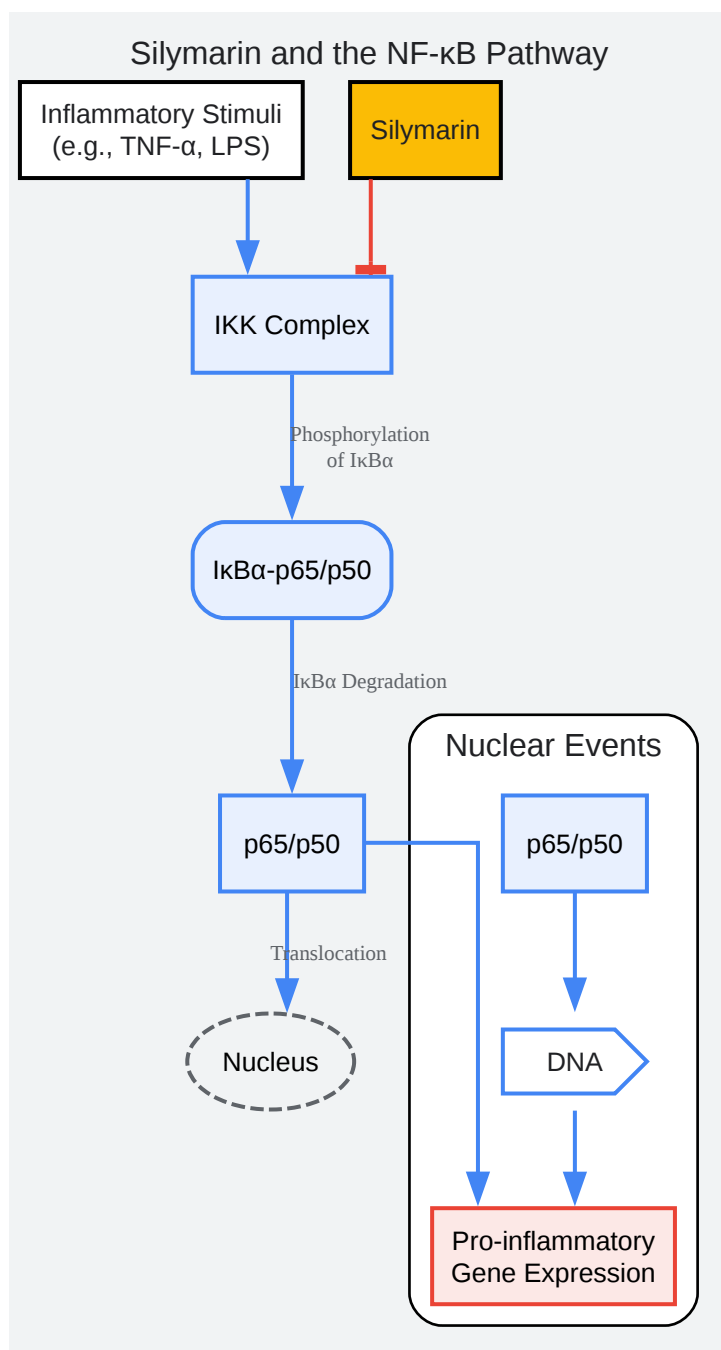 Silymarin and the NF-κB Pathway
Inflammatory Stimuli
(e.g., TNF-α, LPS)
Silymarin
IKK Complex
Phosphorylation
of IκBα
IκBα-p65/p50
IκBα Degradation
Nuclear Events
p65/p50
p65/p50
Translocation
Nucleus
DNA
Pro-inflammatory
Gene Expression